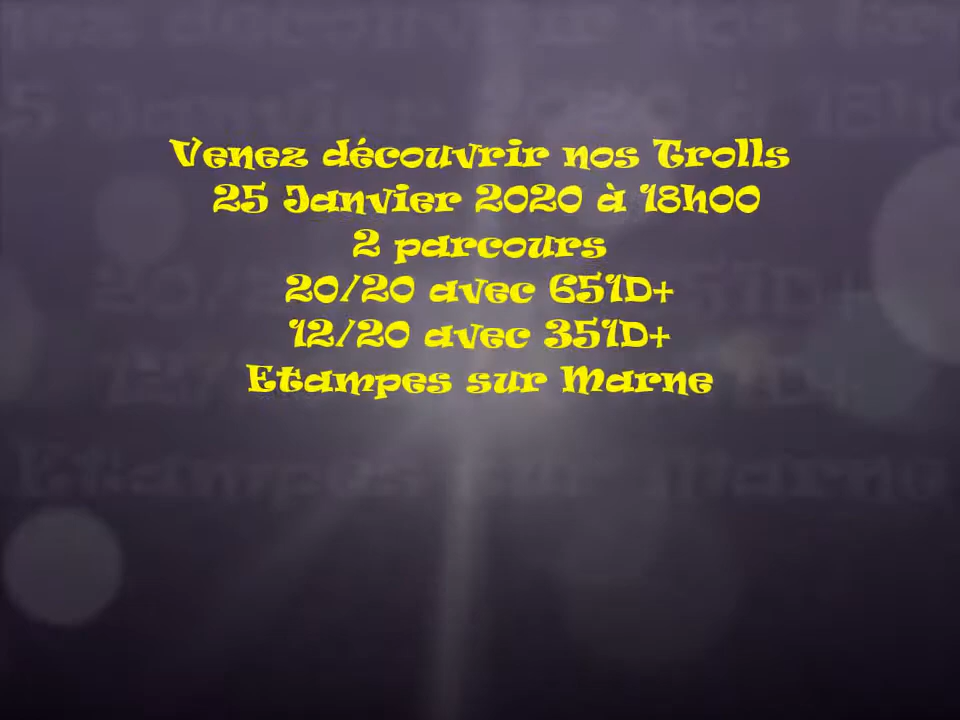 Venez découvrir nos Trolls
25 Janvier 2020 à 18h00
2 parcours
20/20 avec 651D+
12/20 avec 351D+
Etampes sur Marne